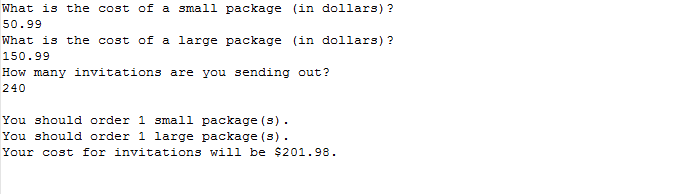 What is the cost of a small package (in dollars)?
50.99
What is the cost of a large package (in dollars)?
150.99
How many invitations are you sending out?
240

You should order 1 small package(s).
You should order 1 large package(s).
Your cost for invitations will be $201.98.